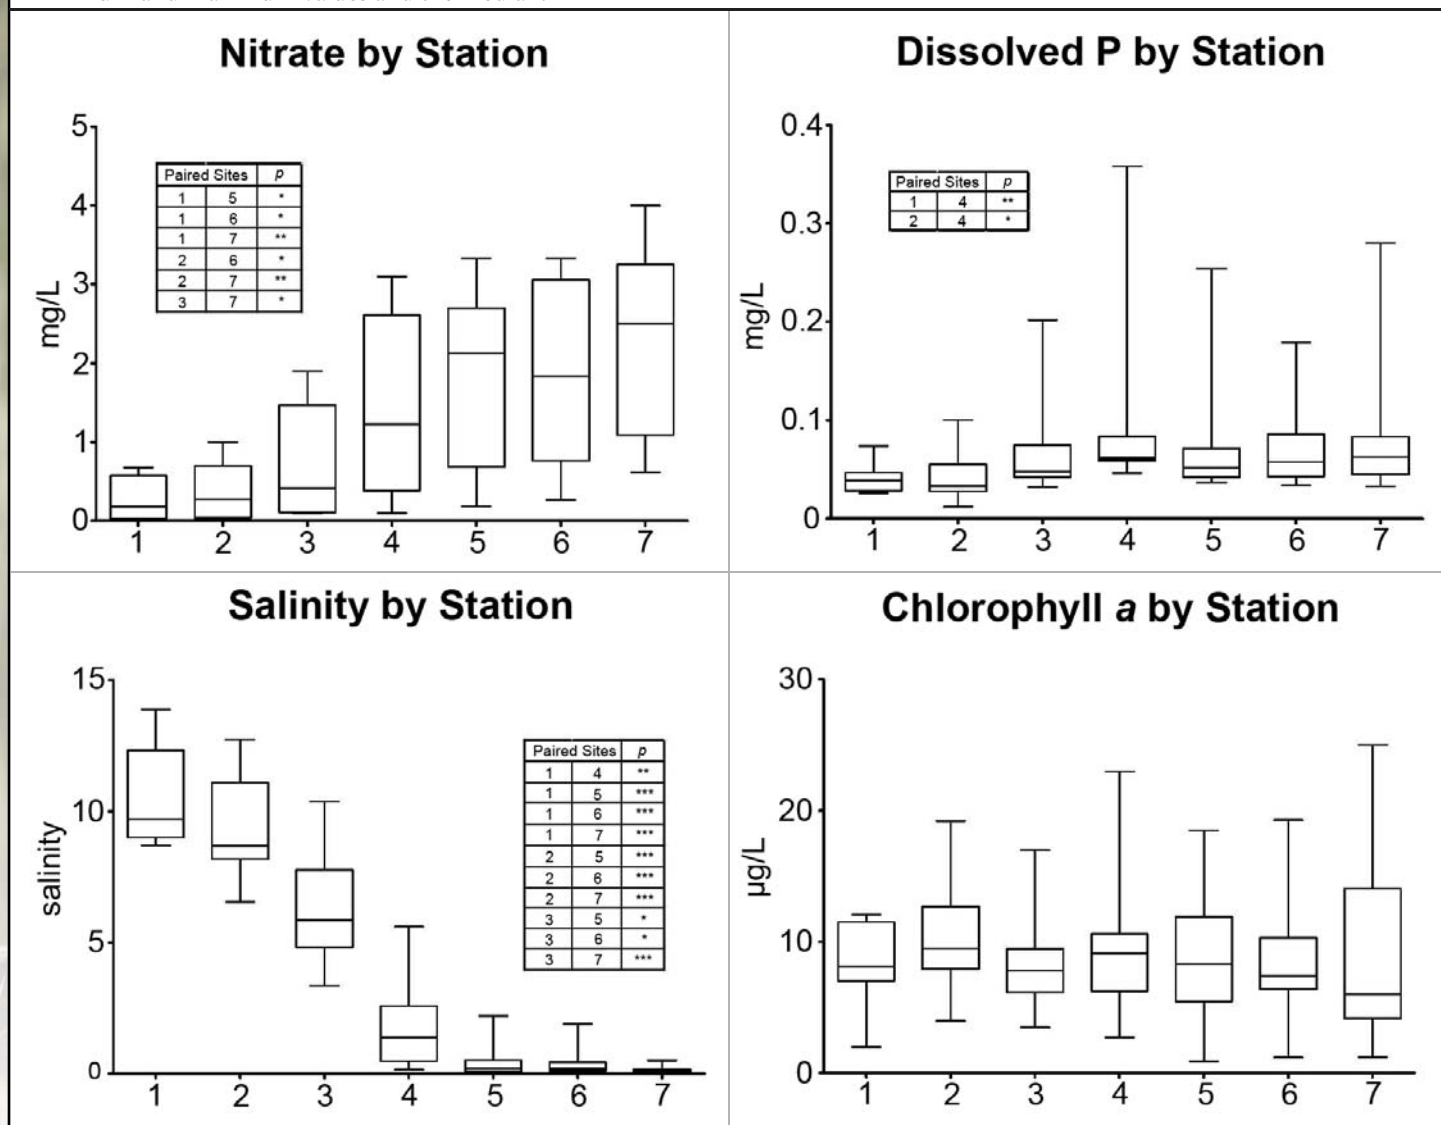 Nitrate by Station
5
4
3
2
1
0
mg/L
Paired Sites p
1 5 *
1 6 *
1 7 **
2 6 *
2 7 **
3 7 *
1 2 3 4 5 6 7
Dissolved P by Station
0.4
0.3
0.2
0.1
0
mg/L
Paired Sites p
1 4 **
2 4 *
1 2 3 4 5 6 7
Salinity by Station
15
10
5
0
salinity
Paired Sites p
1 4 **
1 5 ***
1 6 ***
1 7 ***
2 5 ***
2 6 ***
2 7 ***
3 5 *
3 6 *
3 7 ***
1 2 3 4 5 6 7
Chlorophyll a by Station
30
20
10
0
µg/L
1 2 3 4 5 6 7